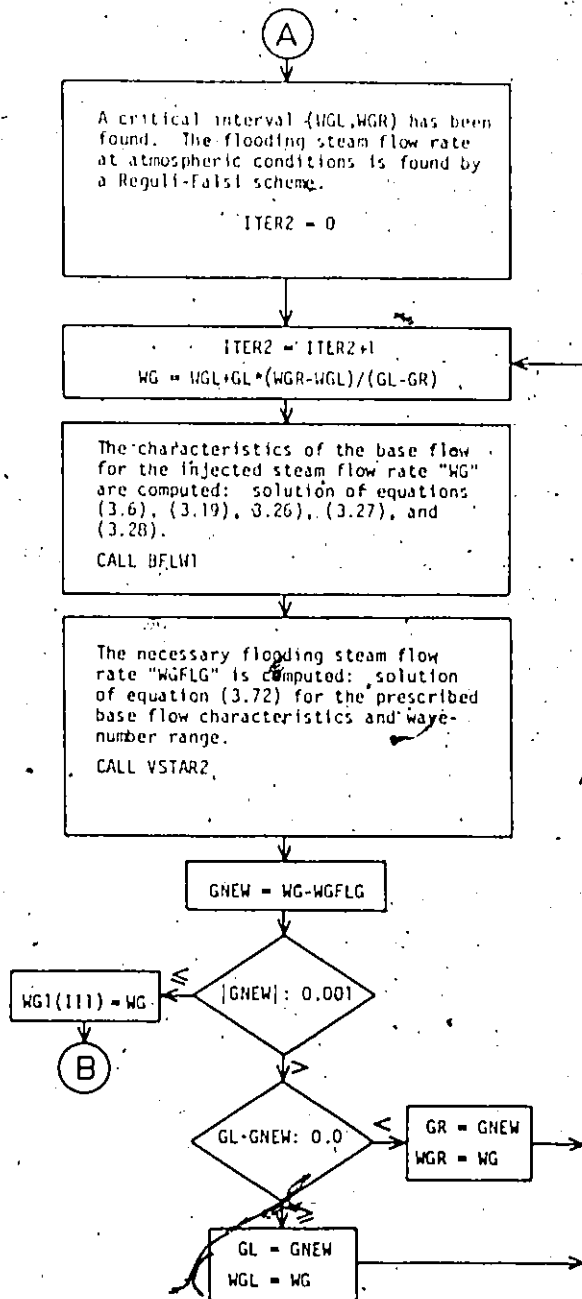 A
A critical interval (WGL,WGR) has been
found. The flooding steam flow rate
at atmospheric conditions is found by
a Reguli-Falsi scheme.
ITER2 = 0
ITER2 = ITER2+1
WG = WGL+GL*(WGR-WGL)/(GL-GR)
The characteristics of the base flow
for the injected steam flow rate "WG"
are computed: solution of equations
(3.6), (3.19), 3.26), (3.27), and
(3.28).
CALL BFLW1
The necessary flooding steam flow
rate "WGFLG" is computed: solution
of equation (3.72) for the prescribed
base flow characteristics and wave-
number range.
CALL VSTAR2
GNEW = WG-WGFLG
|GNEW|: 0.001
≤
WG1(III) = WG
B
>
GL·GNEW: 0.0
<
GR = GNEW
WGR = WG
≥
GL = GNEW
WGL = WG